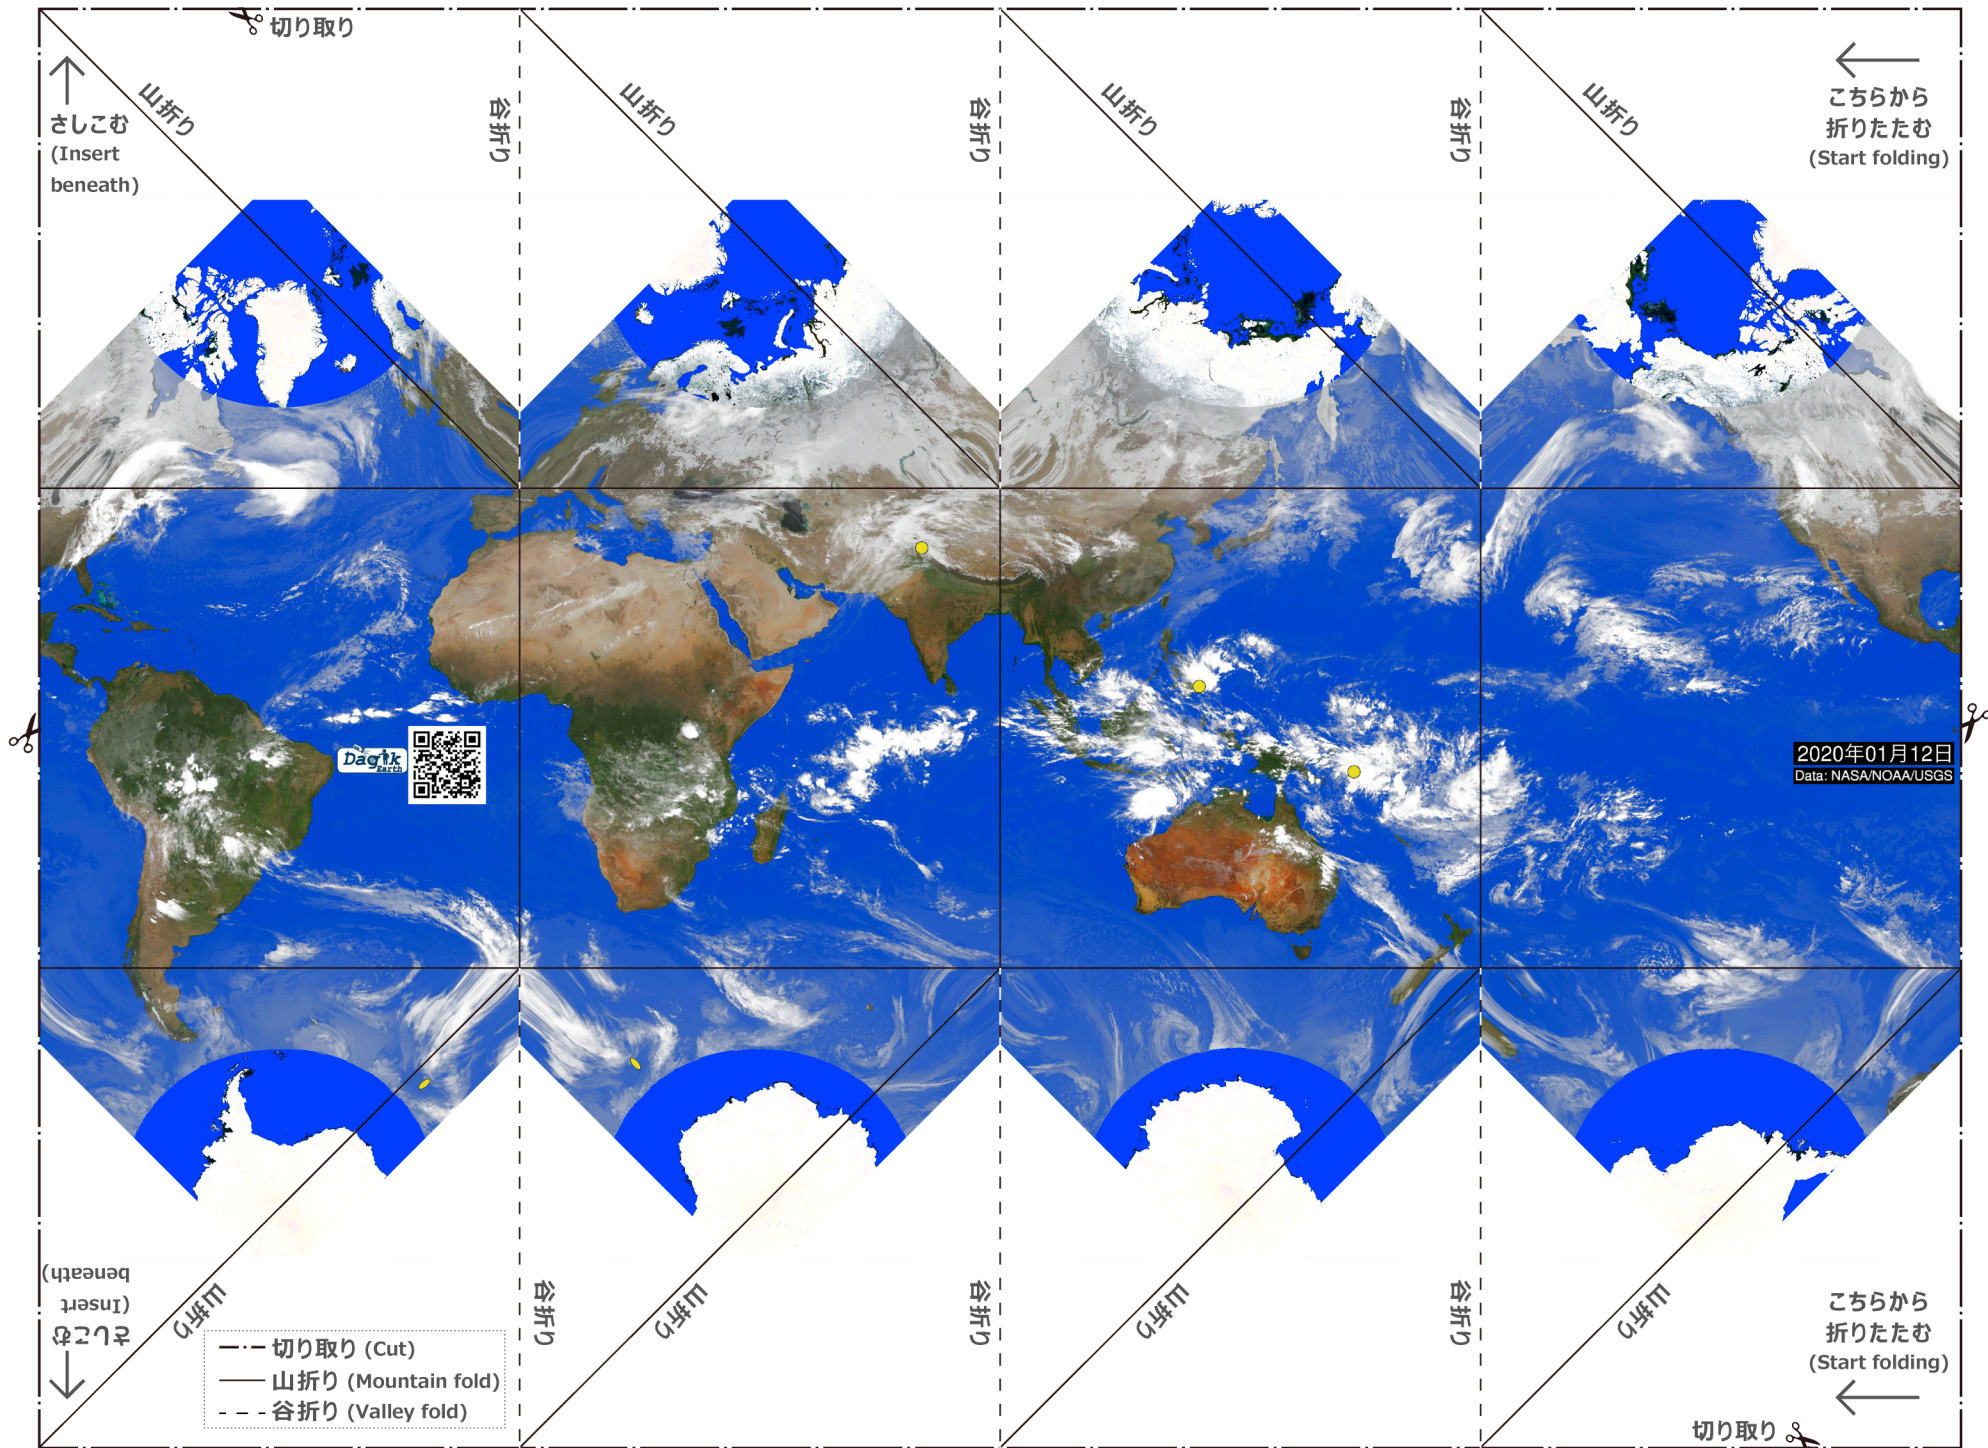 切り取り
さしこむ
(Insert
beneath)
山折り
谷折り
山折り
谷折り
山折り
谷折り
山折り
こちらから
折りたたむ
(Start folding)
Dagik
Earth
2020年01月12日
Data: NASA/NOAA/USGS
さしこむ
(Insert
beneath)
山折り
谷折り
山折り
谷折り
山折り
谷折り
山折り
こちらから
折りたたむ
(Start folding)
切り取り (Cut)
山折り (Mountain fold)
谷折り (Valley fold)
切り取り